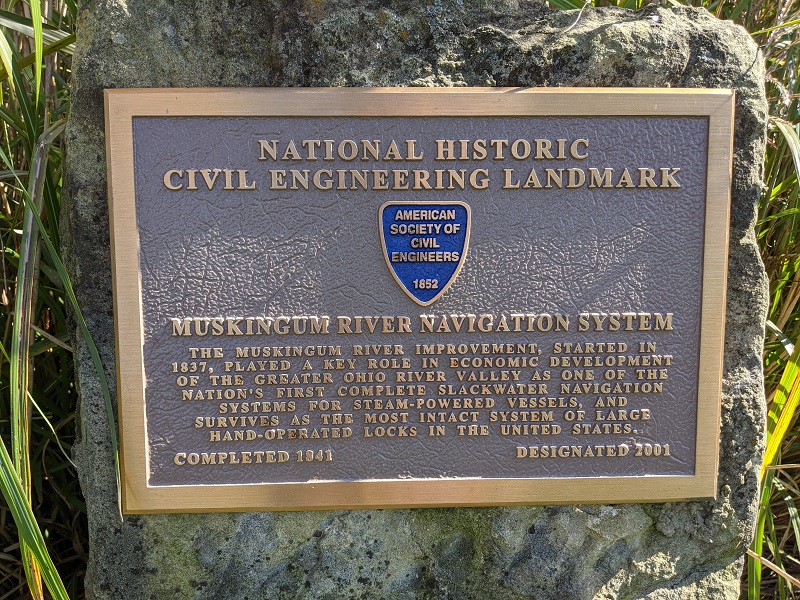 NATIONAL HISTORIC
CIVIL ENGINEERING LANDMARK
AMERICAN
SOCIETY OF
CIVIL
ENGINEERS
1852
MUSKINGUM RIVER NAVIGATION SYSTEM
THE MUSKINGUM RIVER IMPROVEMENT, STARTED IN
1837, PLAYED A KEY ROLE IN ECONOMIC DEVELOPMENT
OF THE GREATER OHIO RIVER VALLEY AS ONE OF THE
NATION'S FIRST COMPLETE SLACKWATER NAVIGATION
SYSTEMS FOR STEAM-POWERED VESSELS, AND
SURVIVES AS THE MOST INTACT SYSTEM OF LARGE
HAND-OPERATED LOCKS IN THE UNITED STATES.
COMPLETED 1841 DESIGNATED 2001